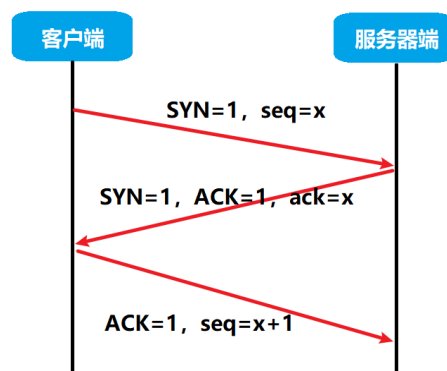 客户端
服务器端
SYN=1, seq=x
SYN=1, ACK=1, ack=x
ACK=1, seq=x+1